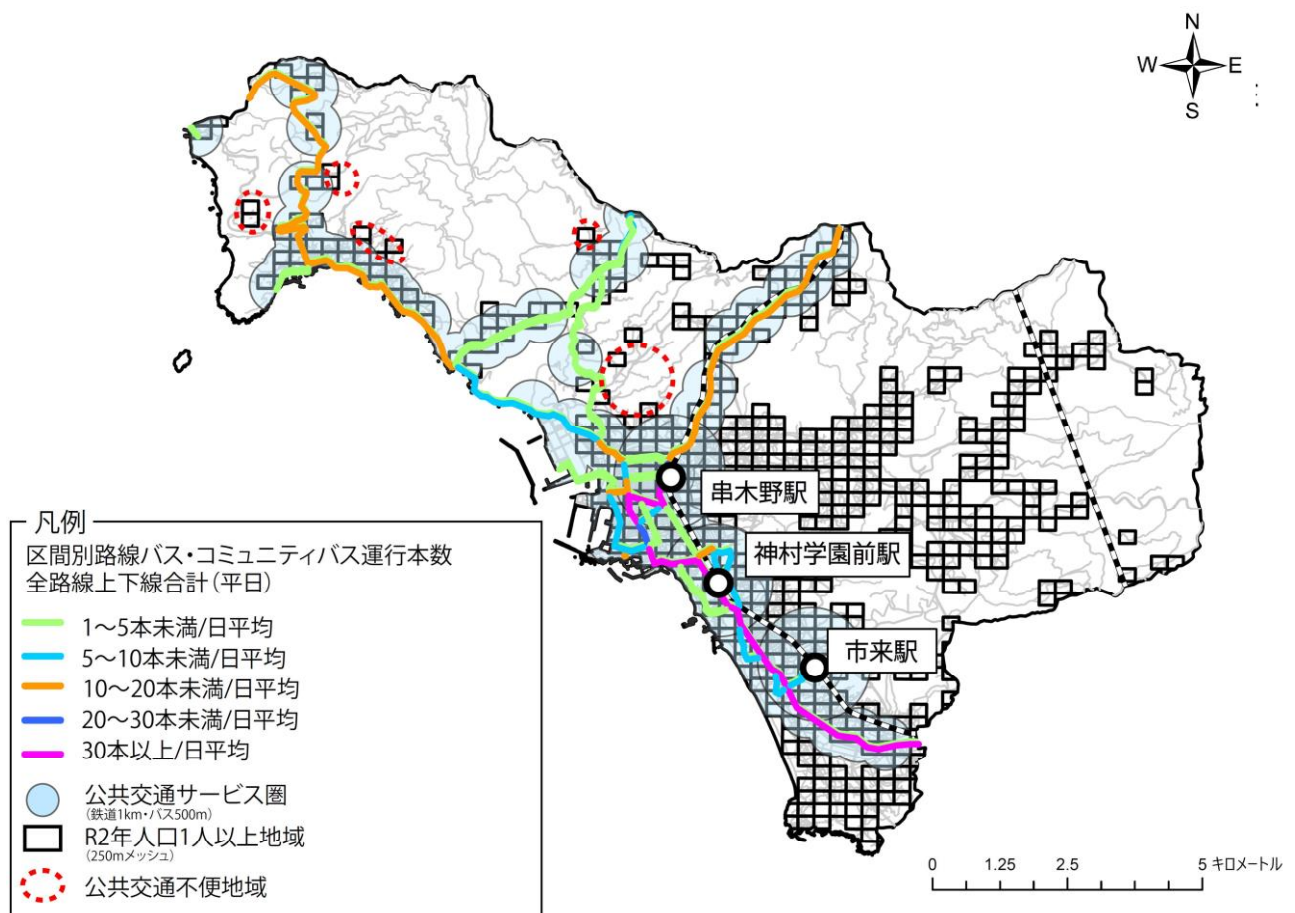 N
W E
S
串木野駅
神村学園前駅
市来駅
凡例
区間別路線バス・コミュニティバス運行本数
全路線上下線合計(平日)
1～5本未満/日平均
5～10本未満/日平均
10～20本未満/日平均
20～30本未満/日平均
30本以上/日平均
公共交通サービス圏
(鉄道1km・バス500m)
R2年人口1人以上地域
(250mメッシュ)
公共交通不便地域
0 1.25 2.5 5 キロメートル